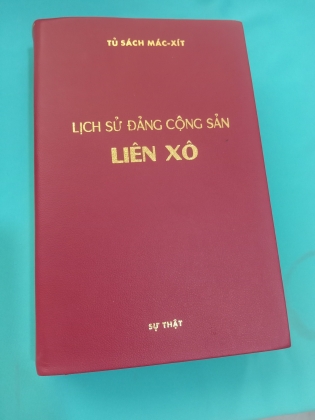 TỦ SÁCH MÁC-XÍT
LỊCH SỬ ĐẢNG CỘNG SẢN
LIÊN XÔ
SỰ THẬT